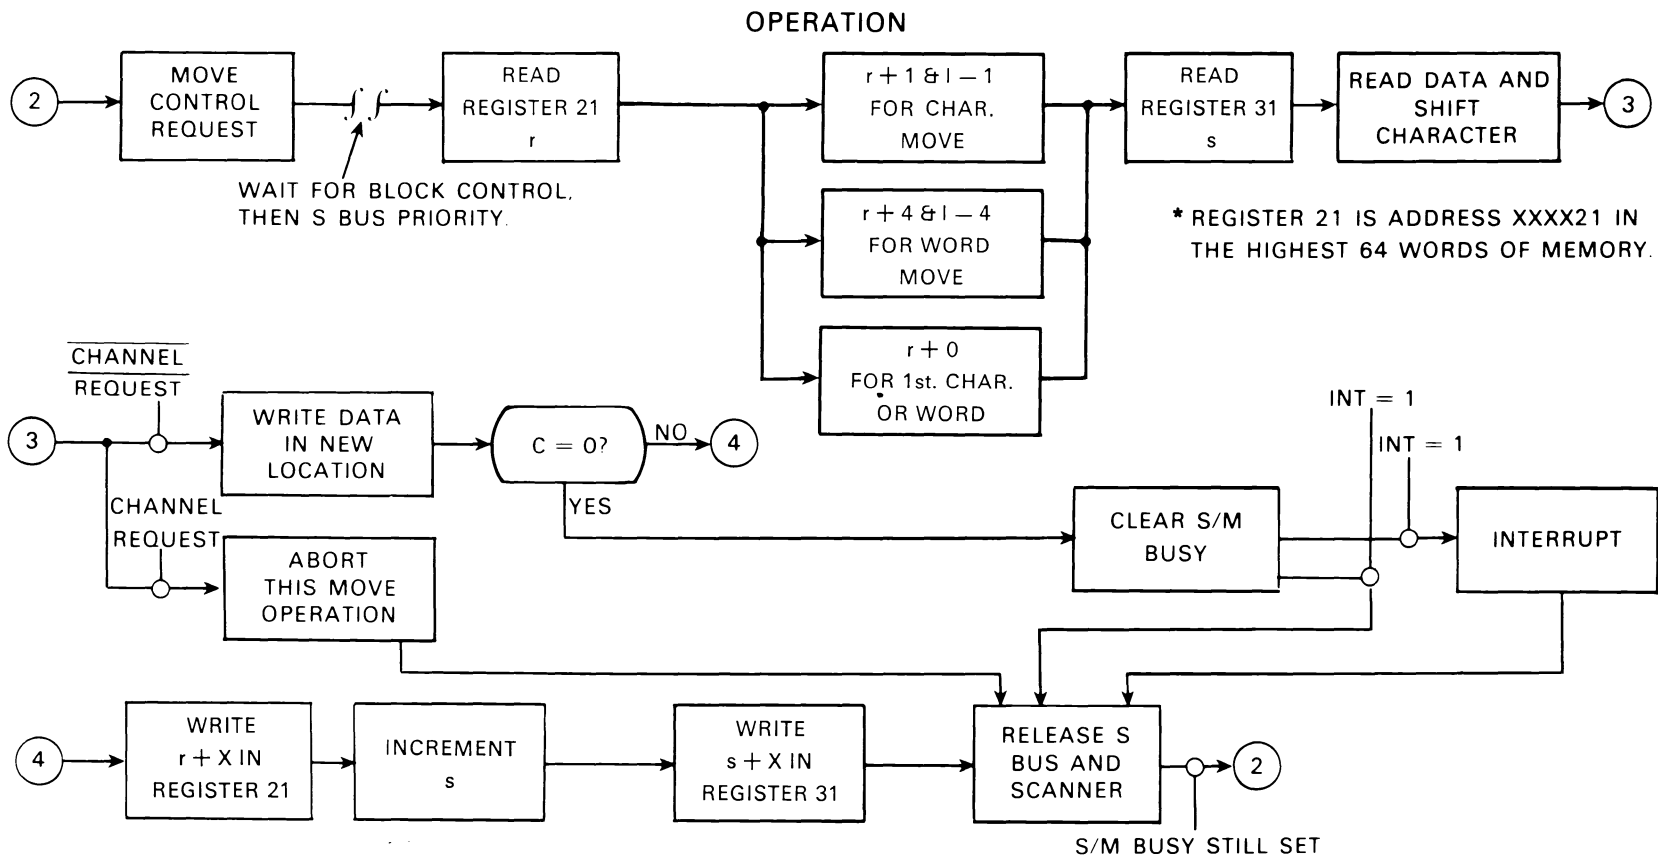 OPERATION
2
MOVE
CONTROL
REQUEST
∫ ∫
WAIT FOR BLOCK CONTROL,
THEN S BUS PRIORITY.
READ
REGISTER 21
r
r + 1 & l − 1
FOR CHAR.
MOVE
r + 4 & l − 4
FOR WORD
MOVE
r + 0
FOR 1st. CHAR.
OR WORD
READ
REGISTER 31
s
READ DATA AND
SHIFT
CHARACTER
3
* REGISTER 21 IS ADDRESS XXXX21 IN
THE HIGHEST 64 WORDS OF MEMORY.
3
CHANNEL
REQUEST
WRITE DATA
IN NEW
LOCATION
C = 0?
NO
4
YES
CHANNEL
REQUEST
ABORT
THIS MOVE
OPERATION
CLEAR S/M
BUSY
INT = 1
INT = 1
INTERRUPT
4
WRITE
r + X IN
REGISTER 21
INCREMENT
s
WRITE
s + X IN
REGISTER 31
RELEASE S
BUS AND
SCANNER
2
S/M BUSY STILL SET